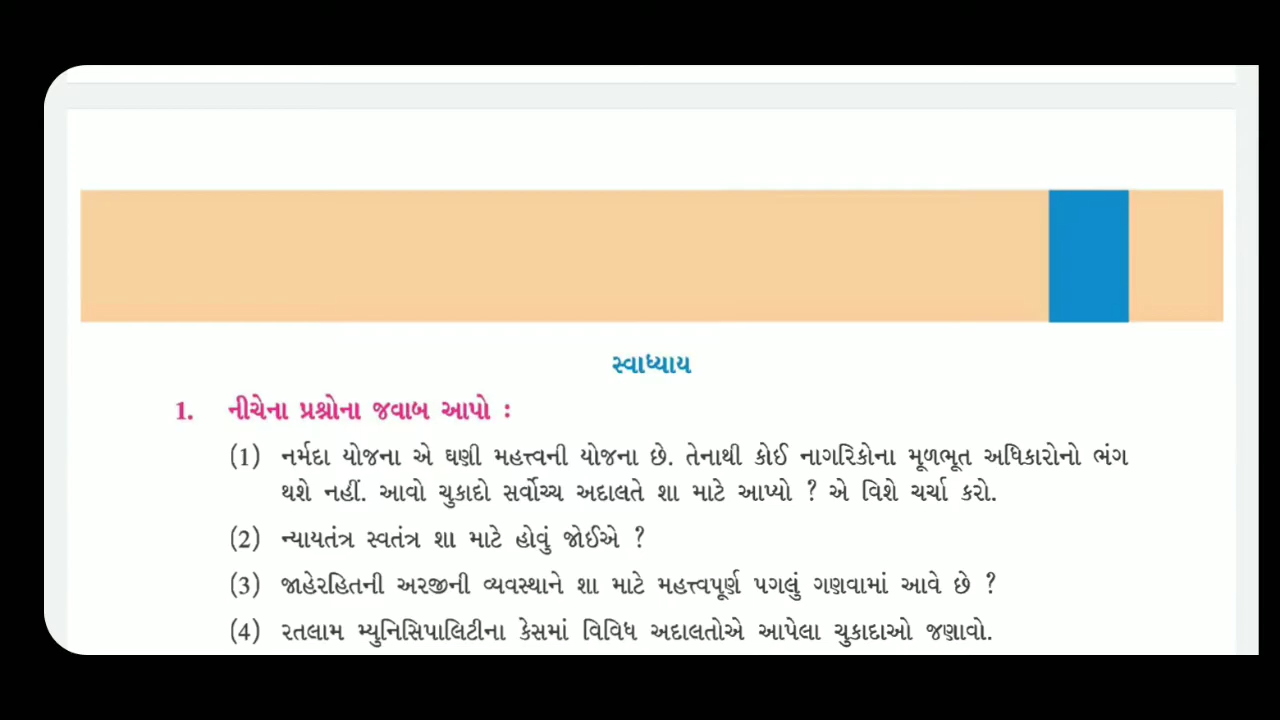 સ્વાધ્યાય
1. નીચેના પ્રશ્નોના જવાબ આપો :
(1) નર્મદા યોજના એ ઘણી મહત્ત્વની યોજના છે. તેનાથી કોઈ નાગરિકોના મૂળભૂત અધિકારોનો ભંગ
થશે નહીં. આવો ચુકાદો સર્વોચ્ચ અદાલતે શા માટે આપ્યો ? એ વિશે ચર્ચા કરો.
(2) ન્યાયતંત્ર સ્વતંત્ર શા માટે હોવું જોઈએ ?
(3) જાહેરહિતની અરજીની વ્યવસ્થાને શા માટે મહત્ત્વપૂર્ણ પગલું ગણવામાં આવે છે ?
(4) રતલામ મ્યુનિસિપાલિટીના કેસમાં વિવિધ અદાલતોએ આપેલા ચુકાદાઓ જણાવો.